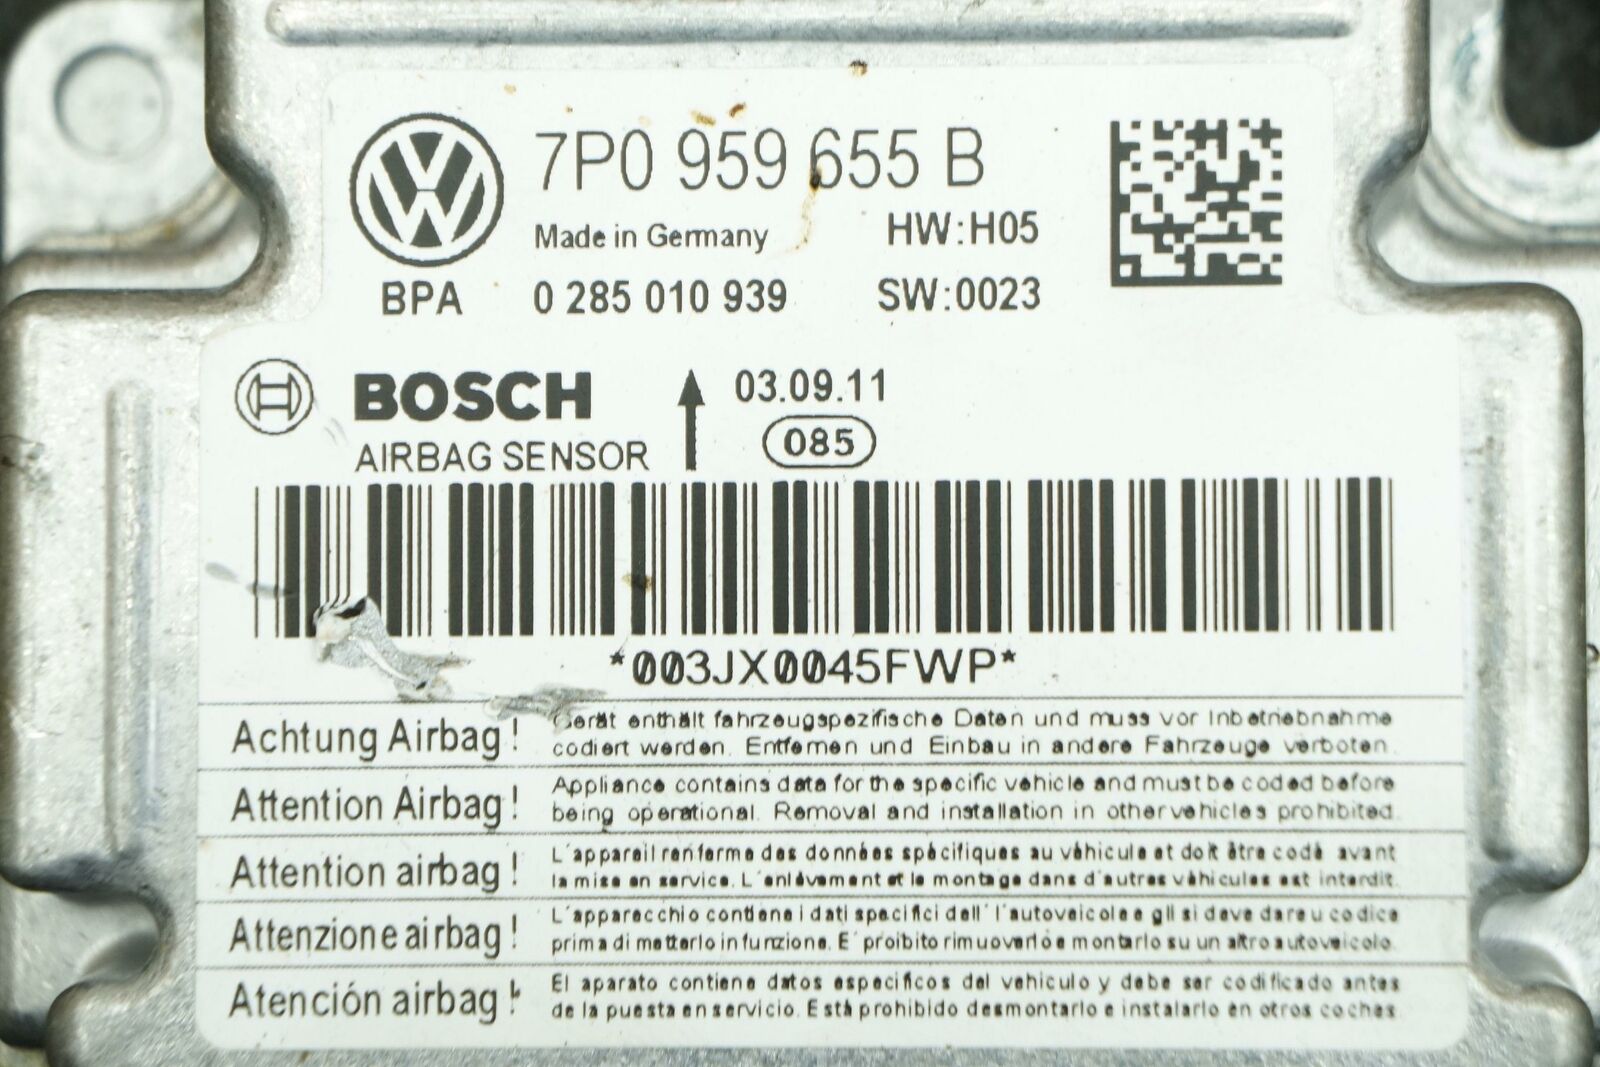 7P0 959 655 B
Made in Germany HW:H05
BPA 0 285 010 939 SW:0023
BOSCH 03.09.11
AIRBAG SENSOR 085
*003JX0045FWP*
Achtung Airbag! Gerät enthält fahrzeugspezifische Daten und muss vor Inbetriebnahme
codiert werden. Entfernen und Einbau in andere Fahrzeuge verboten.
Attention Airbag! Appliance contains data for the specific vehicle and must be coded before
being operational. Removal and installation in other vehicles prohibited.
Attention airbag! L´appareil renferme des données spécifiques au véhicule et doit être codé avant
la mise en service. L´enlévement et le montage dans d´autres véhicules est interdit.
Attenzione airbag! L´apparecchio contiene i dati specifici dell´l´autoveicolo e gli si deve dare u codice
prima di metterlo in funzione. E´ proibito rimuoverlo e montarlo su un altro autoveicolo.
Atención airbag! El aparato contiene datos especificos del vehiculo y debe ser codificado antes
de la puesta en servicio. Está prohibido desmontarlo e instalarlo en otros coches.